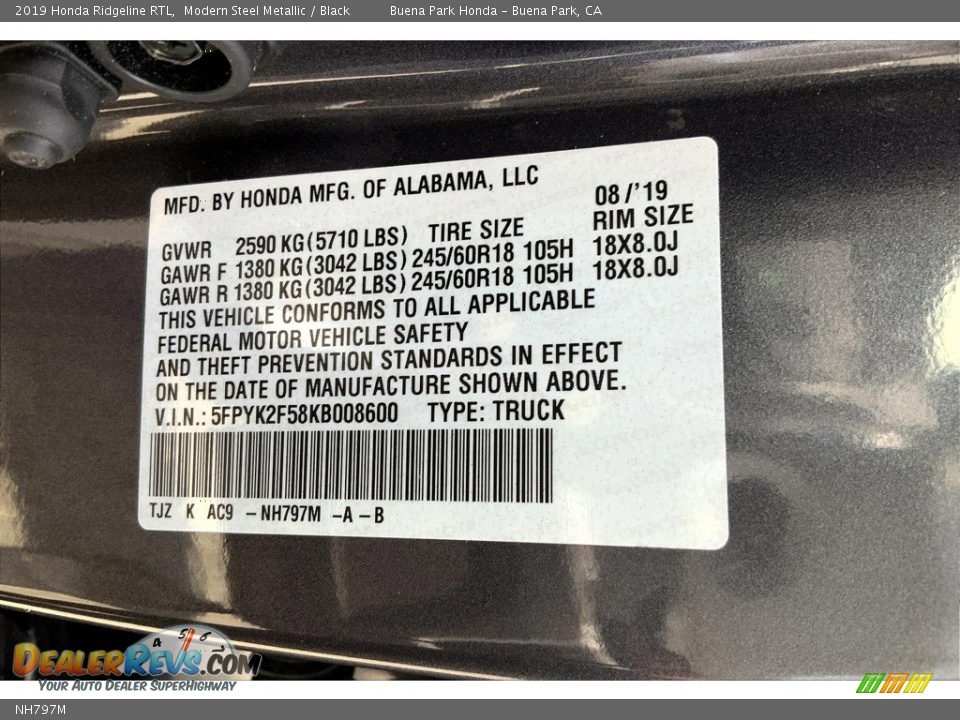 2019 Honda Ridgeline RTL, Modern Steel Metallic / Black Buena Park Honda - Buena Park, CA
MFD. BY HONDA MFG. OF ALABAMA, LLC 08/'19
GVWR 2590 KG (5710 LBS) TIRE SIZE RIM SIZE
GAWR F 1380 KG (3042 LBS) 245/60R18 105H 18X8.0J
GAWR R 1380 KG (3042 LBS) 245/60R18 105H 18X8.0J
THIS VEHICLE CONFORMS TO ALL APPLICABLE
FEDERAL MOTOR VEHICLE SAFETY
AND THEFT PREVENTION STANDARDS IN EFFECT
ON THE DATE OF MANUFACTURE SHOWN ABOVE.
V.I.N.: 5FPYK2F58KB008600 TYPE: TRUCK
TJZ K AC9 -NH797M -A -B
4 5 6
DEALERREVS.COM
YOUR AUTO DEALER SUPERHIGHWAY
NH797M